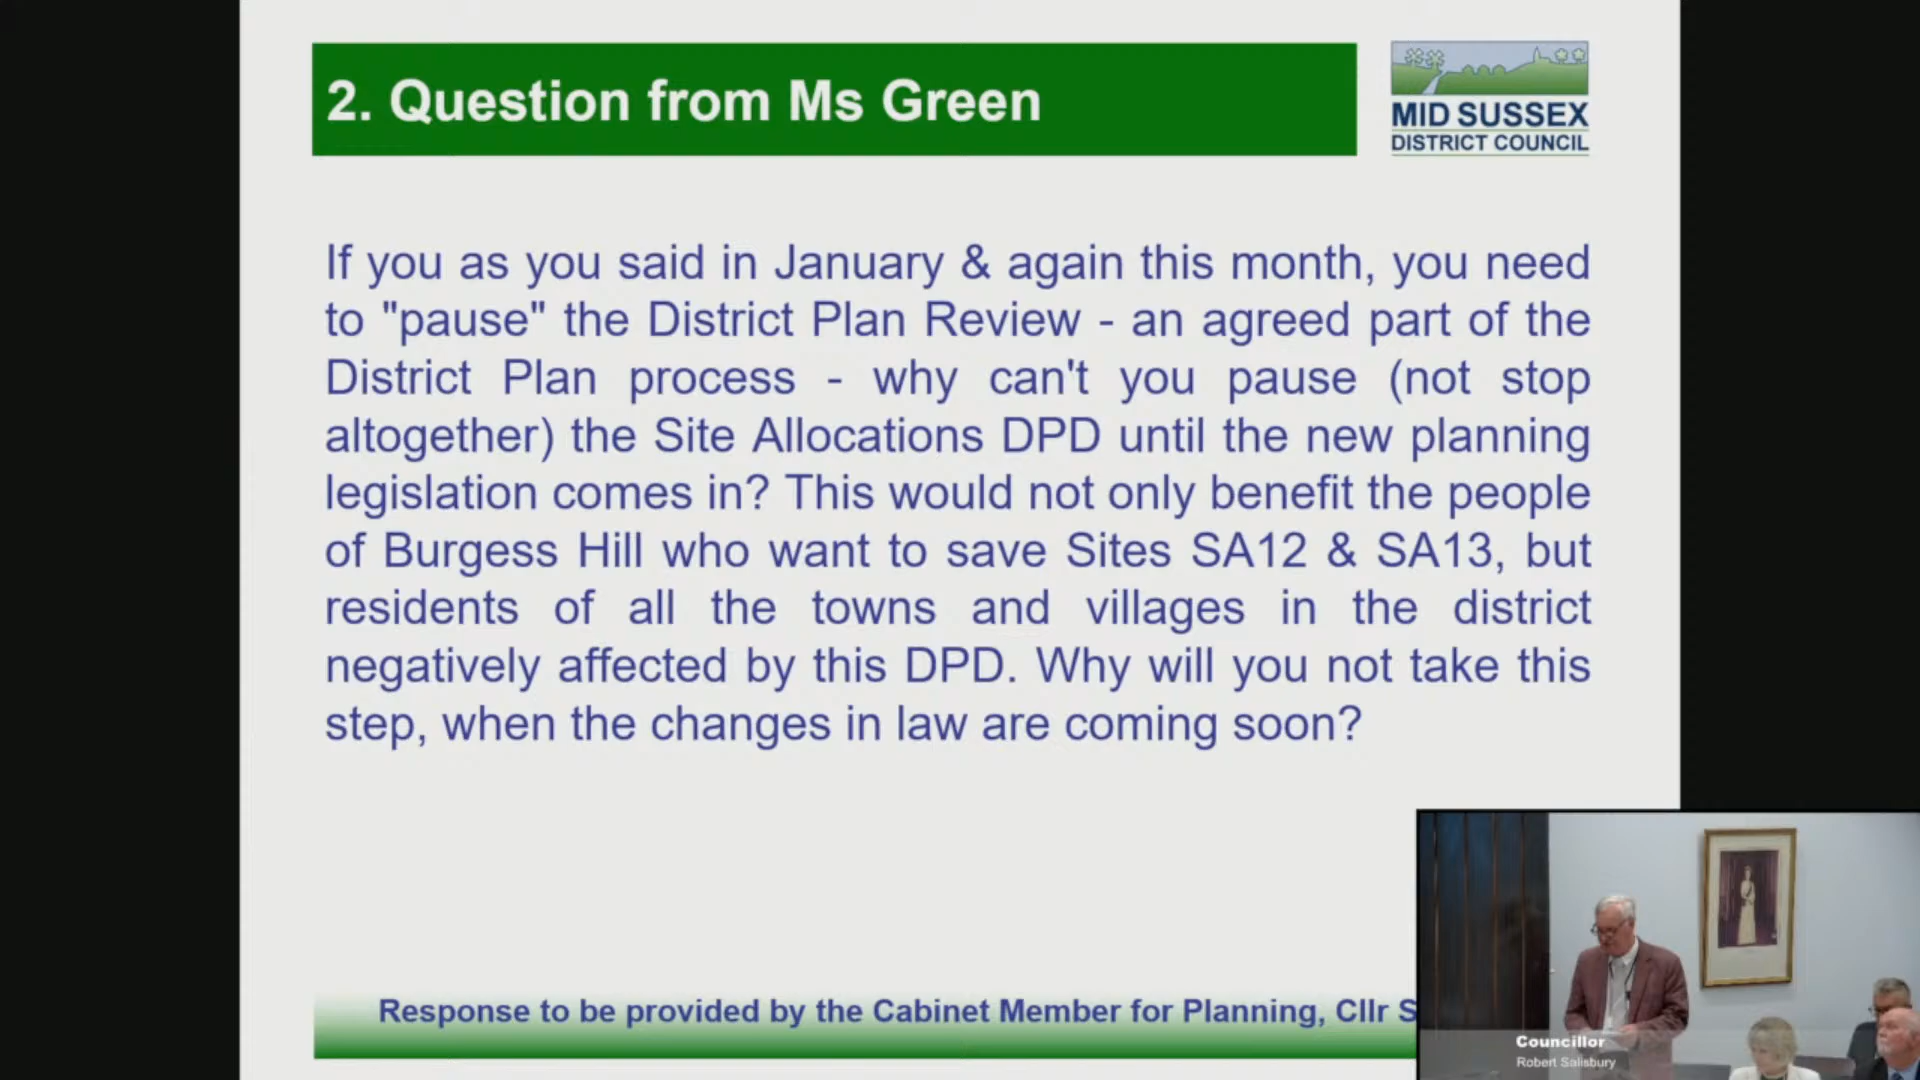 2. Question from Ms Green
MID SUSSEX
DISTRICT COUNCIL
If you as you said in January & again this month, you need
to "pause" the District Plan Review - an agreed part of the
District Plan process - why can't you pause (not stop
altogether) the Site Allocations DPD until the new planning
legislation comes in? This would not only benefit the people
of Burgess Hill who want to save Sites SA12 & SA13, but
residents of all the towns and villages in the district
negatively affected by this DPD. Why will you not take this
step, when the changes in law are coming soon?
Response to be provided by the Cabinet Member for Planning, Cllr S
Councillor
Robert Salisbury